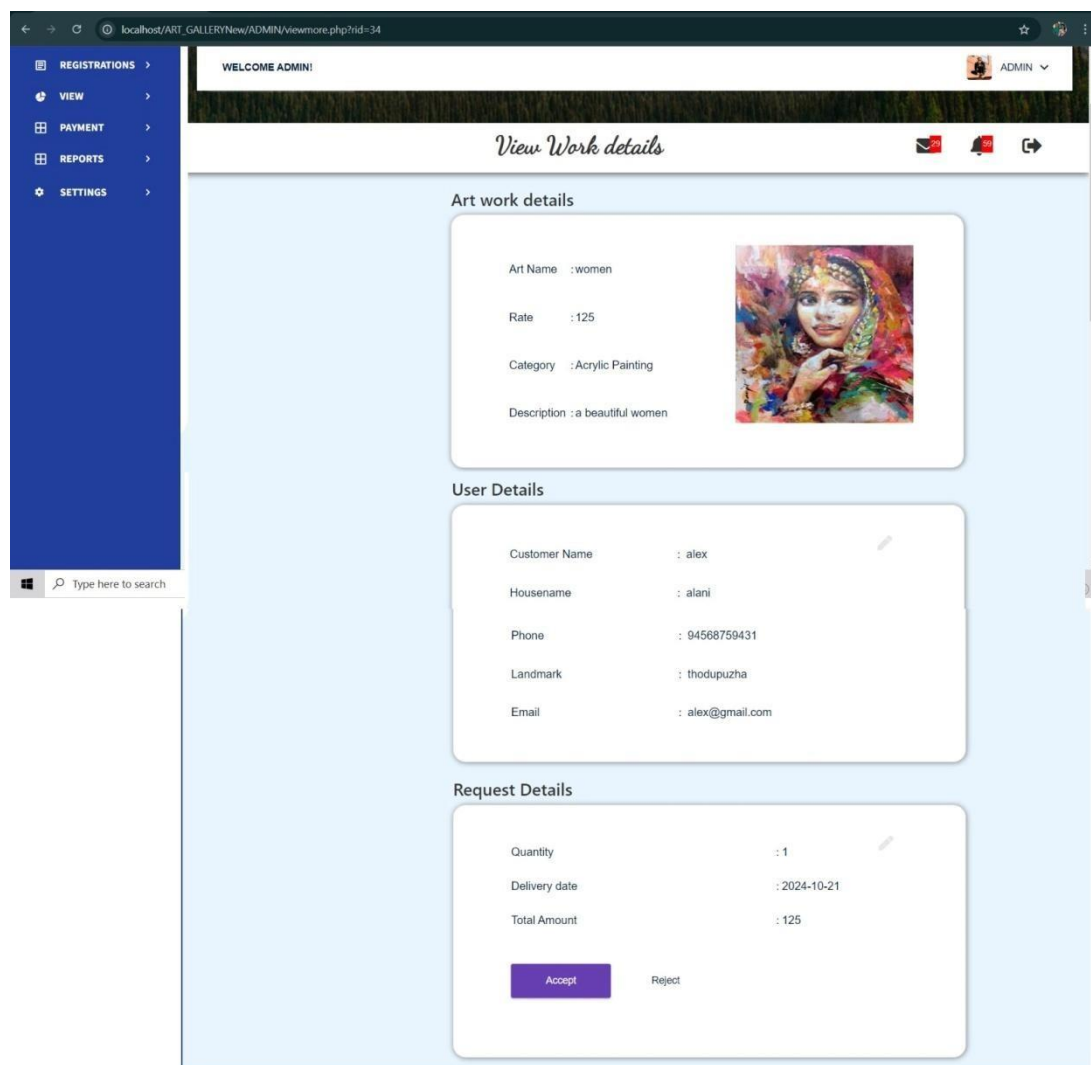 localhost/ART_GALLERYNew/ADMIN/viewmore.php?rid=34
REGISTRATIONS
VIEW
PAYMENT
REPORTS
SETTINGS
WELCOME ADMIN!
ADMIN
View Work details
29
59
Art work details
Art Name : women
Rate : 125
Category : Acrylic Painting
Description : a beautiful women
User Details
Customer Name : alex
Housename : alani
Phone : 94568759431
Landmark : thodupuzha
Email : alex@gmail.com
Request Details
Quantity : 1
Delivery date : 2024-10-21
Total Amount : 125
Accept Reject
Type here to search